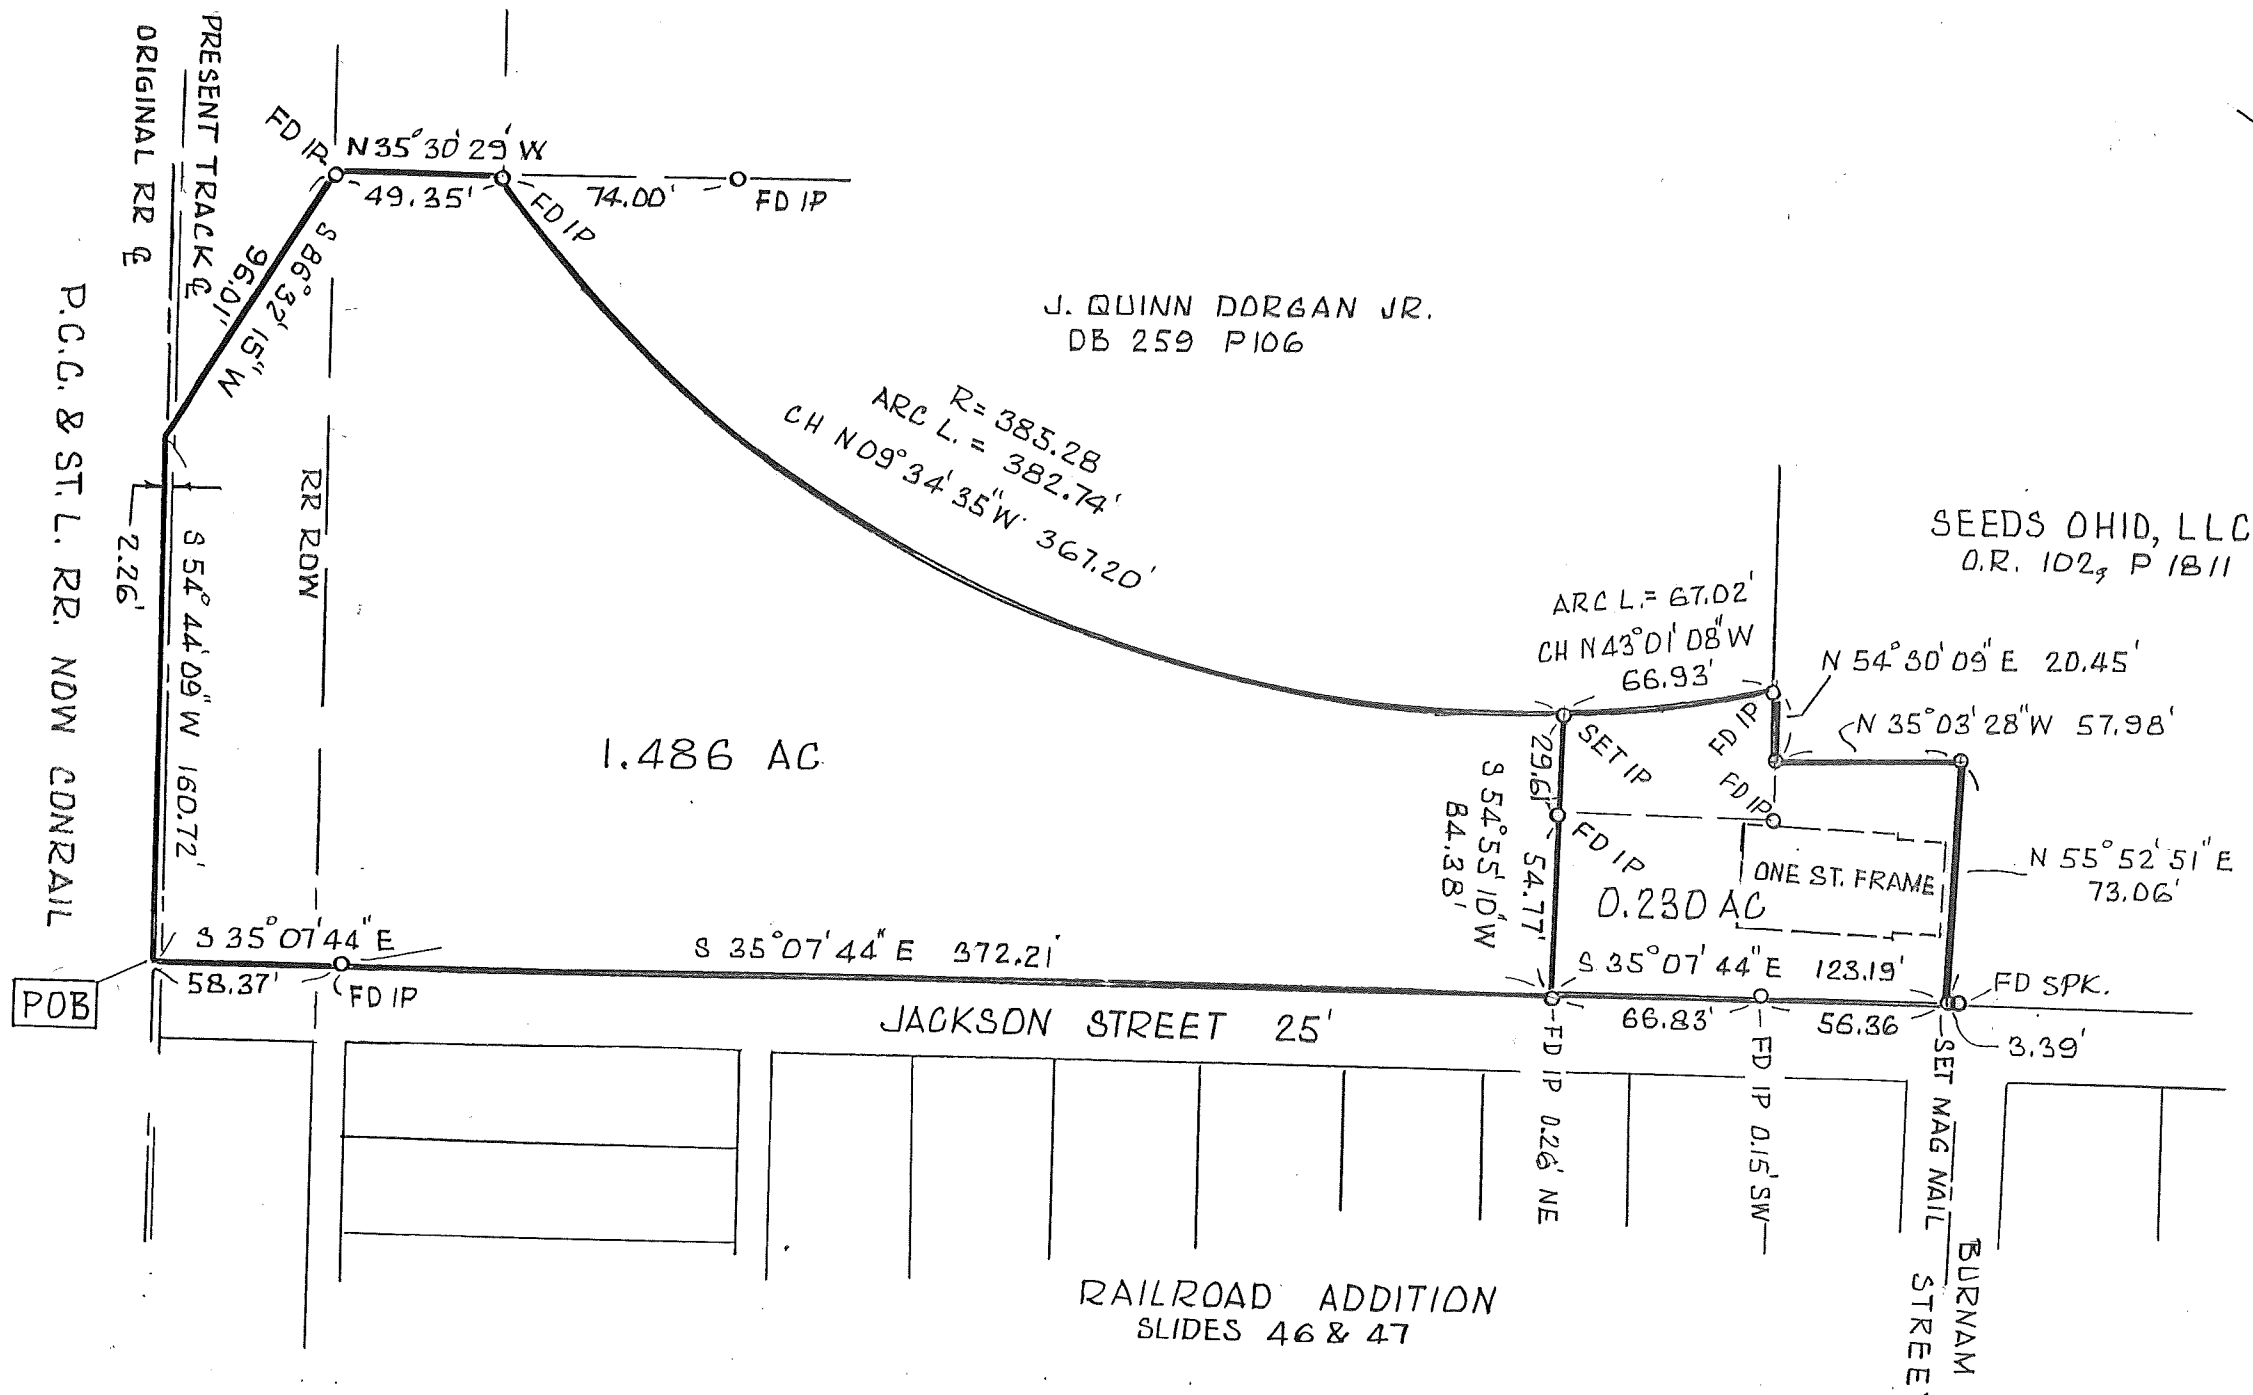 ORIGINAL RR ℄
PRESENT TRACK ℄
P.C.C. & ST. L. RR. NOW CONRAIL
FD IP
N 35° 30' 29' W
49.35'
FD IP
74.00'
FD IP
S 86° 32' 15" W
96.01'
J. QUINN DORGAN JR.
DB 259 P106
R= 385.28
ARC L. = 382.74'
CH N 09° 34' 35" W 367.20'
RR ROW
2.26'
S 54° 44' 09" W 160.72'
SEEDS OHIO, LLC
O.R. 102, P 1811
ARC L.= 67.02'
CH N 43° 01' 08" W
66.93'
N 54° 30' 09" E 20.45'
N 35° 03' 28" W 57.98'
1.486 AC
SET IP
FD IP
FD IP
29.61'
FD IP
54.77'
S 54° 55' 10" W
84.38'
ONE ST. FRAME
0.230 AC
N 55° 52' 51" E
73.06'
S 35° 07' 44" E
58.37'
FD IP
POB
S 35° 07' 44" E 372.21'
S 35° 07' 44" E 123.19'
66.83'
56.36
FD SPK.
3.39'
JACKSON STREET 25'
FD IP 0.26' NE
FD IP 0.15' SW
SET MAG NAIL
BURNAM
STREET
RAILROAD ADDITION
SLIDES 46 & 47